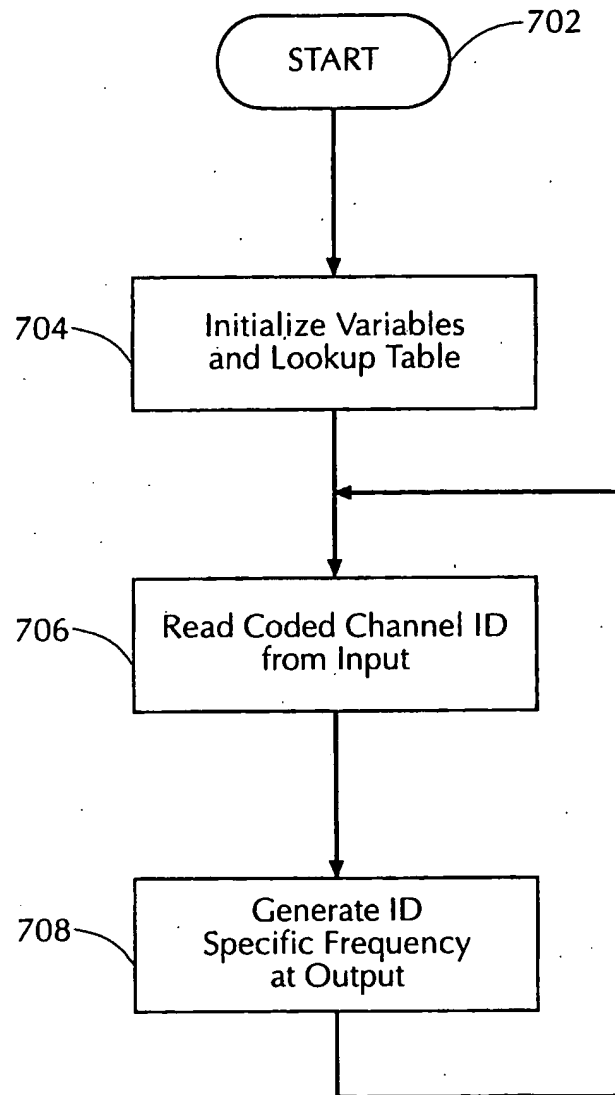 702
START
704
Initialize Variables
and Lookup Table
706
Read Coded Channel ID
from Input
708
Generate ID
Specific Frequency
at Output